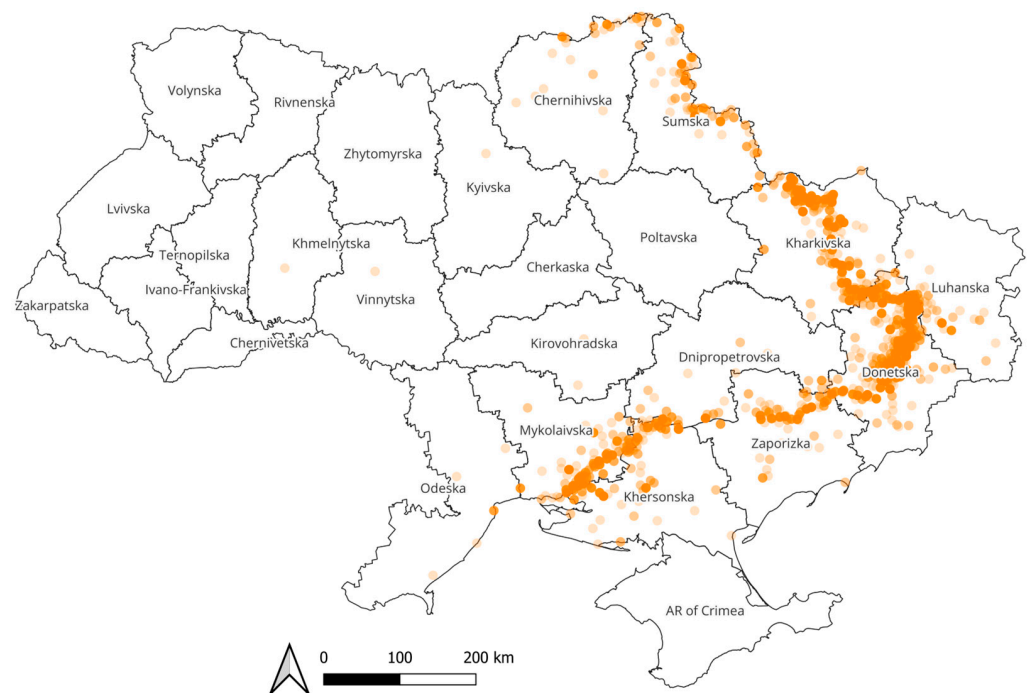 Volynska
Rivnenska
Chernihivska
Sumska
Zhytomyrska
Kyivska
Lvivska
Ternopilska
Khmelnytska
Poltavska
Kharkivska
Cherkaska
Luhanska
Zakarpatska
Ivano-Frankivska
Vinnytska
Chernivetska
Kirovohradska
Dnipropetrovska
Donetska
Mykolaivska
Zaporizka
Odeska
Khersonska
AR of Crimea
0 100 200 km